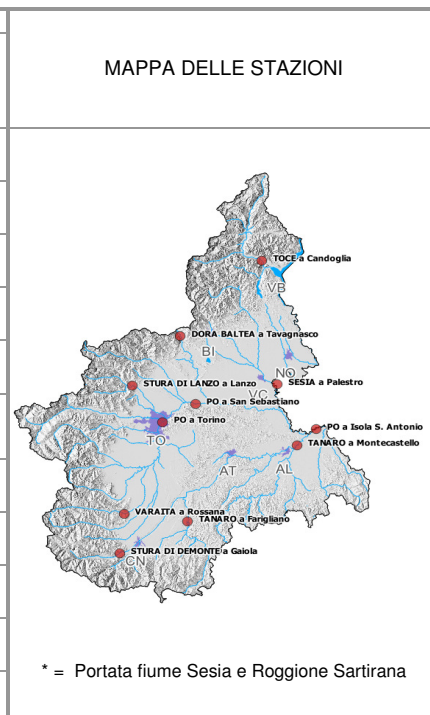 MAPPA DELLE STAZIONI
TOCE a Candoglia
VB
DORA BALTEA a Tavagnasco
BI
NO
STURA DI LANZO a Lanzo
SESIA a Palestro
VC
PO a San Sebastiano
PO a Torino
PO a Isola S. Antonio
TO
TANARO a Montecastello
AT
AL
VARAITA a Rossana
TANARO a Farigliano
STURA DI DEMONTE a Gaiola
CN
* = Portata fiume Sesia e Roggione Sartirana